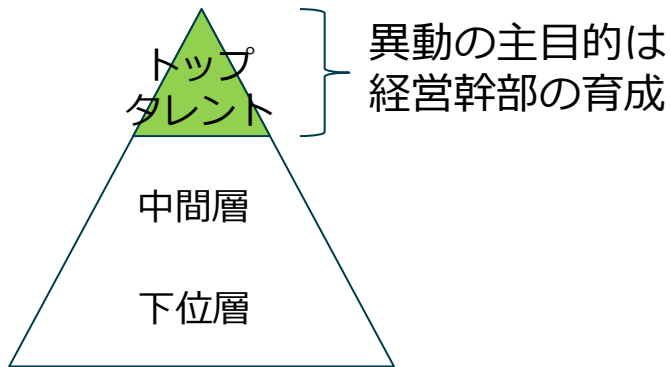 トップ
タレント
異動の主目的は
経営幹部の育成
中間層
下位層